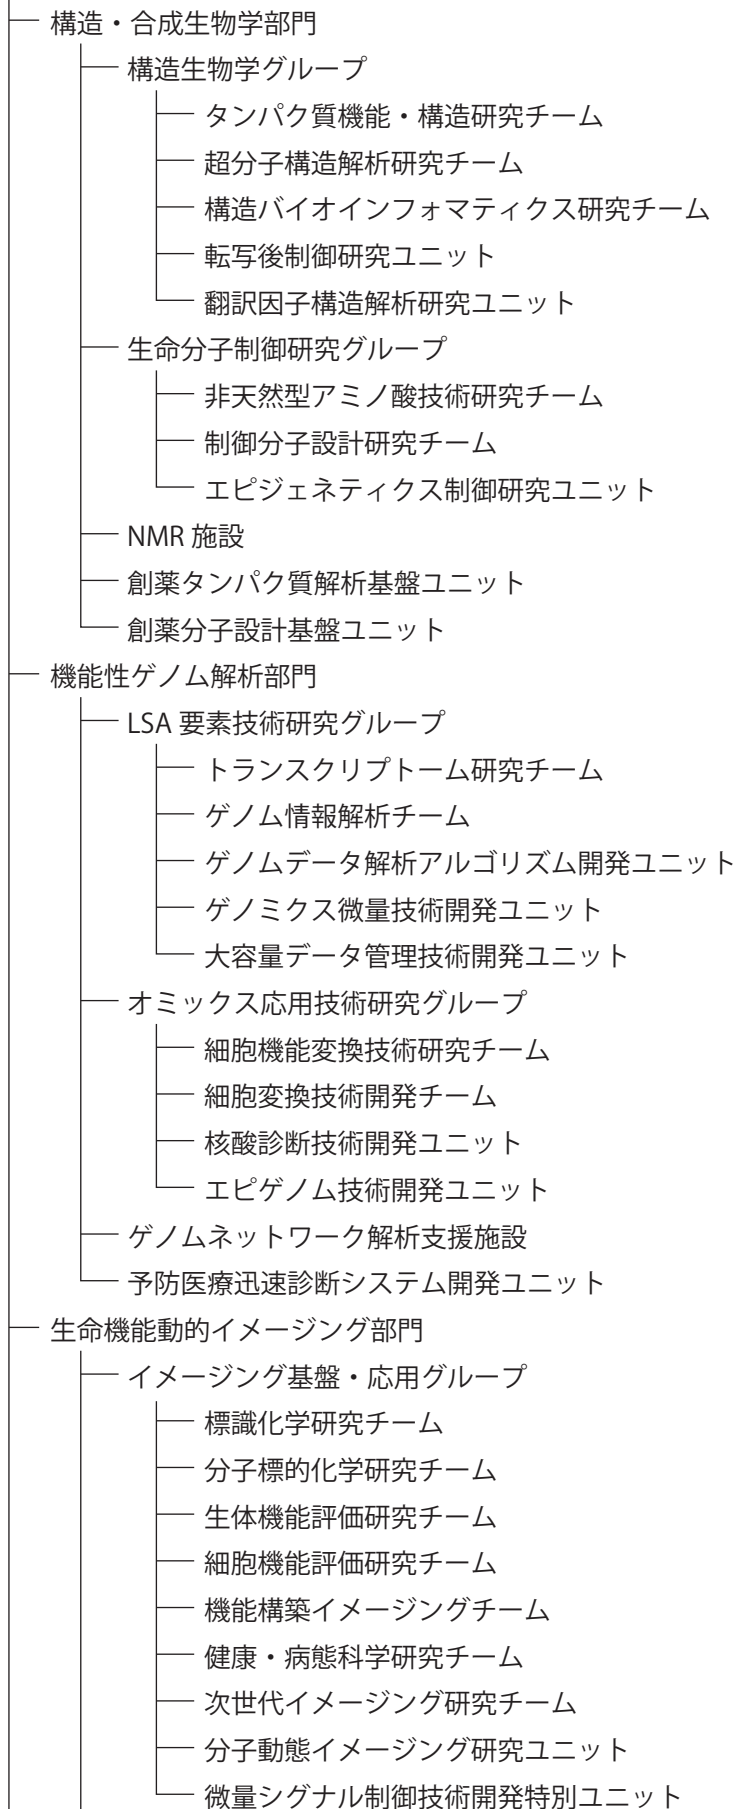 構造・合成生物学部門
構造生物学グループ
タンパク質機能・構造研究チーム
超分子構造解析研究チーム
構造バイオインフォマティクス研究チーム
転写後制御研究ユニット
翻訳因子構造解析研究ユニット
生命分子制御研究グループ
非天然型アミノ酸技術研究チーム
制御分子設計研究チーム
エピジェネティクス制御研究ユニット
NMR 施設
創薬タンパク質解析基盤ユニット
創薬分子設計基盤ユニット
機能性ゲノム解析部門
LSA 要素技術研究グループ
トランスクリプトーム研究チーム
ゲノム情報解析チーム
ゲノムデータ解析アルゴリズム開発ユニット
ゲノミクス微量技術開発ユニット
大容量データ管理技術開発ユニット
オミックス応用技術研究グループ
細胞機能変換技術研究チーム
細胞変換技術開発チーム
核酸診断技術開発ユニット
エピゲノム技術開発ユニット
ゲノムネットワーク解析支援施設
予防医療迅速診断システム開発ユニット
生命機能動的イメージング部門
イメージング基盤・応用グループ
標識化学研究チーム
分子標的化学研究チーム
生体機能評価研究チーム
細胞機能評価研究チーム
機能構築イメージングチーム
健康・病態科学研究チーム
次世代イメージング研究チーム
分子動態イメージング研究ユニット
微量シグナル制御技術開発特別ユニット